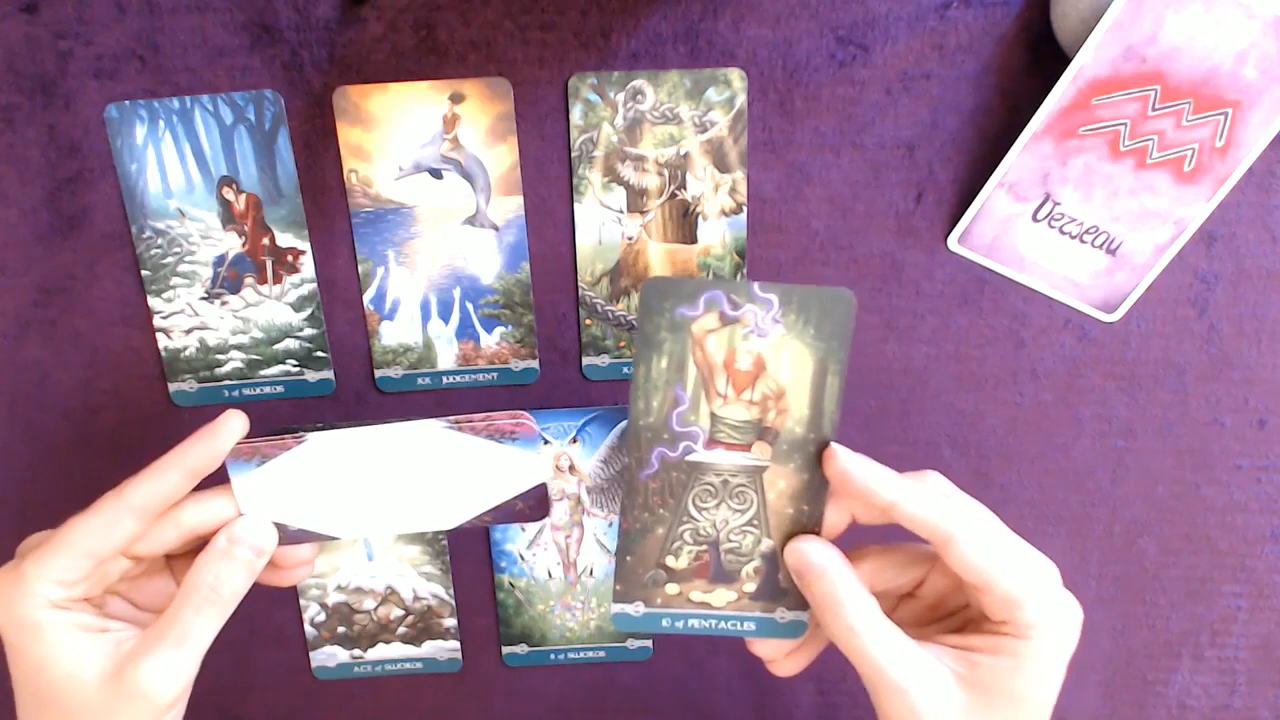 3 of SWORDS
XX - JUDGEMENT
Verseau
10 of PENTACLES
ACE of SWORDS
8 of SWORDS